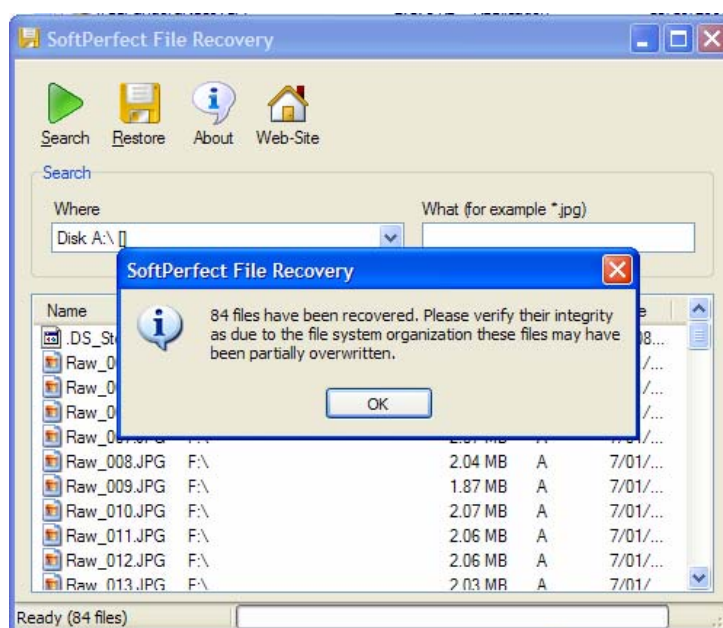 SoftPerfect File Recovery
Search Restore About Web-Site
Search
Where What (for example *.jpg)
Disk A:\ []
SoftPerfect File Recovery
84 files have been recovered. Please verify their integrity
as due to the file system organization these files may have
been partially overwritten.
OK
Name
.DS_St
Raw_0
Raw_0
Raw_0
Raw_008.JPG F:\ 2.04 MB A 7/01/...
Raw_009.JPG F:\ 1.87 MB A 7/01/...
Raw_010.JPG F:\ 2.07 MB A 7/01/...
Raw_011.JPG F:\ 2.06 MB A 7/01/...
Raw_012.JPG F:\ 2.06 MB A 7/01/...
Raw_013.JPG F:\ 2.03 MB A 7/01/
Ready (84 files)